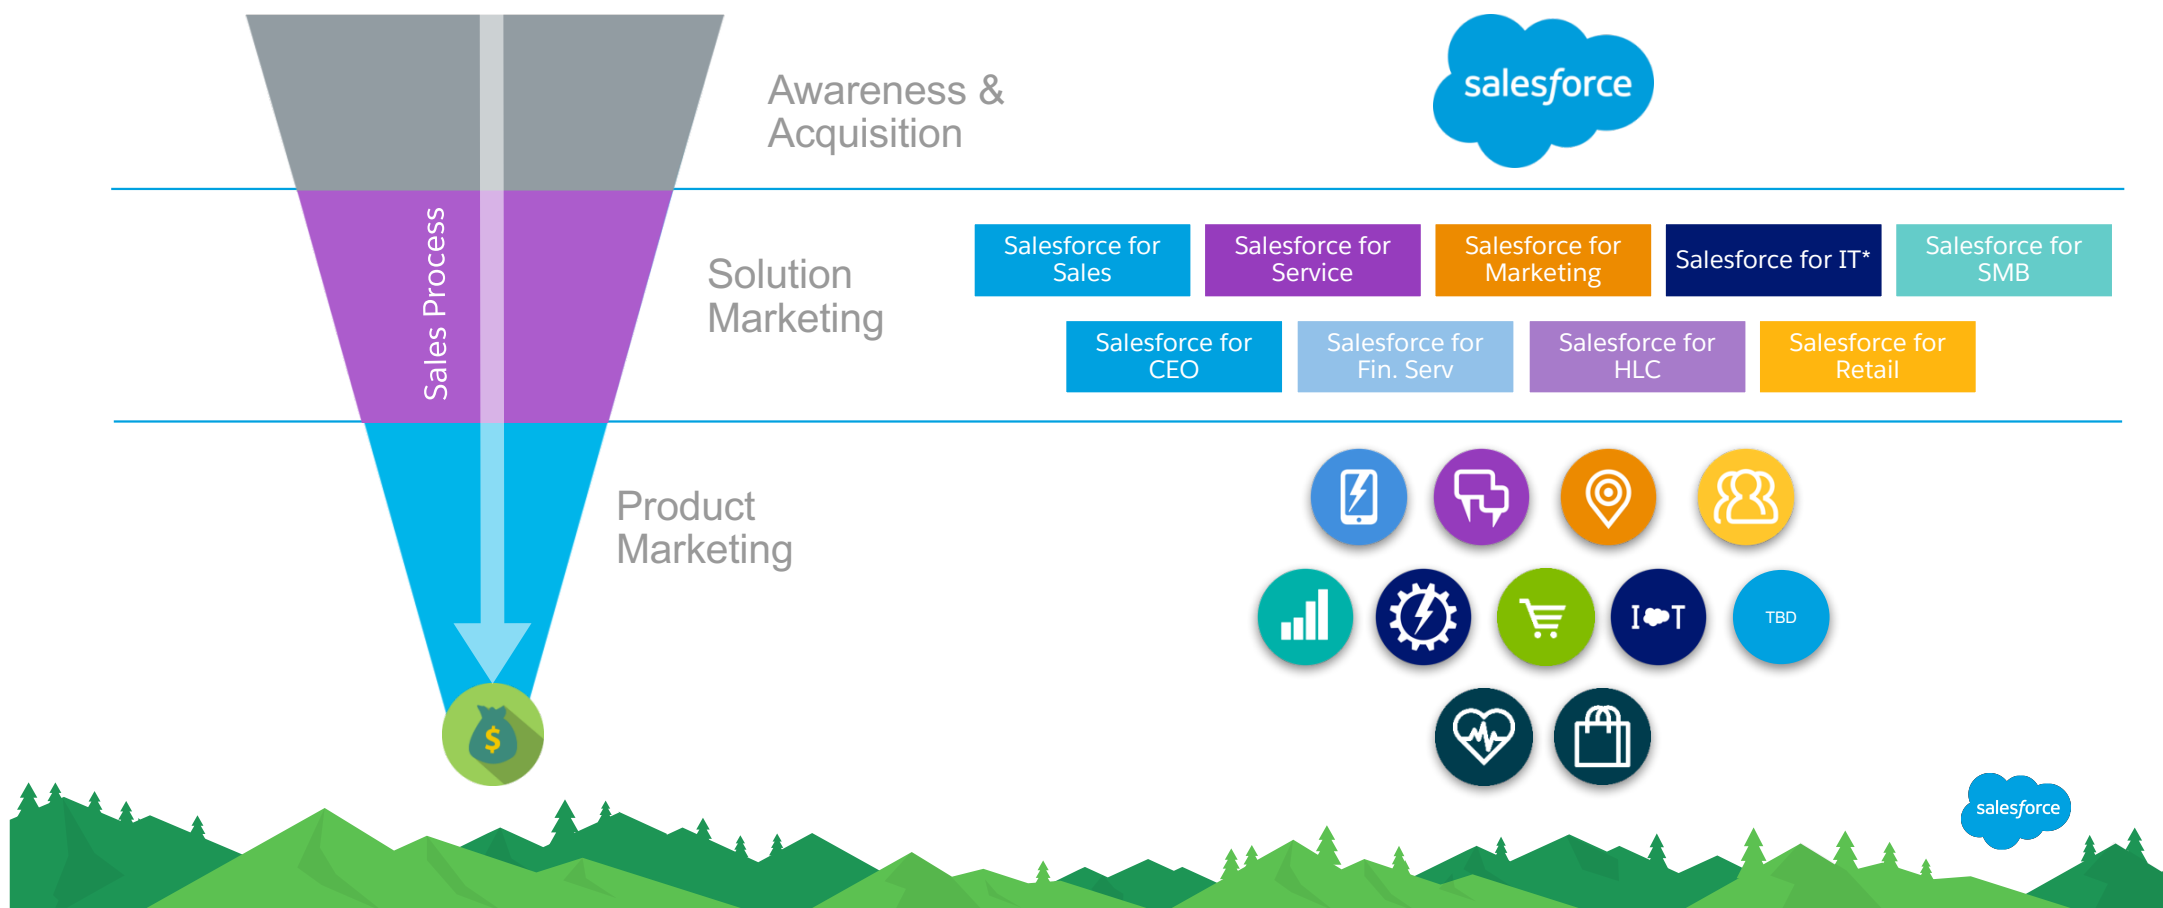 Awareness &
Acquisition
salesforce
Sales Process
Solution
Marketing
Salesforce for
Sales
Salesforce for
Service
Salesforce for
Marketing
Salesforce for IT*
Salesforce for
SMB
Salesforce for
CEO
Salesforce for
Fin. Serv
Salesforce for
HLC
Salesforce for
Retail
Product
Marketing
I T
TBD
$
salesforce